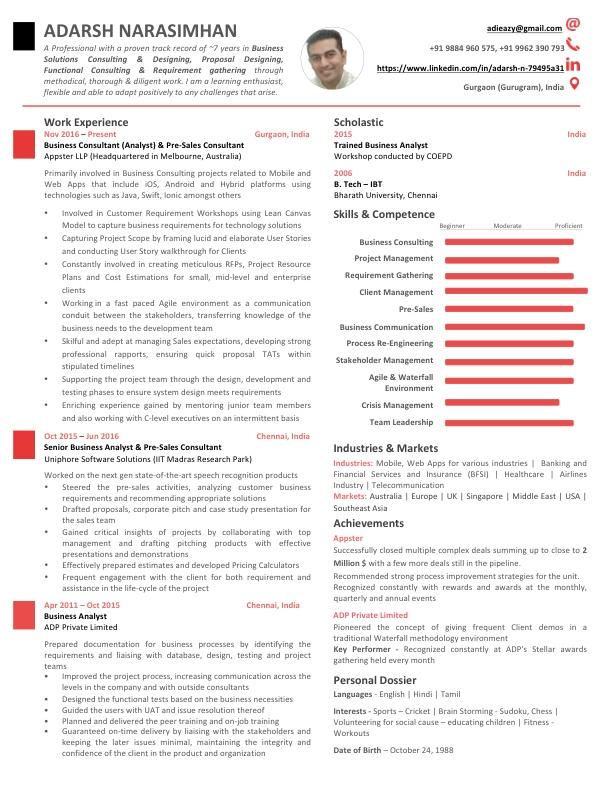 ADARSH NARASIMHAN
A Professional with a proven track record of ~7 years in Business
Solutions Consulting & Designing, Proposal Designing,
Functional Consulting & Requirement gathering through
methodical, thorough & diligent work. I am a learning enthusiast,
flexible and able to adapt positively to any challenges that arise.
adieazy@gmail.com @
+91 9884 960 575, +91 9962 390 793
https://www.linkedin.com/in/adarsh-n-79495a31 in
Gurgaon (Gurugram), India
Work Experience
Nov 2016 – Present Gurgaon, India
Business Consultant (Analyst) & Pre-Sales Consultant
Appster LLP (Headquartered in Melbourne, Australia)
Primarily involved in Business Consulting projects related to Mobile and
Web Apps that include iOS, Android and Hybrid platforms using
technologies such as Java, Swift, Ionic amongst others
• Involved in Customer Requirement Workshops using Lean Canvas
Model to capture business requirements for technology solutions
• Capturing Project Scope by framing lucid and elaborate User Stories
and conducting User Story walkthrough for Clients
• Constantly involved in creating meticulous RFPs, Project Resource
Plans and Cost Estimations for small, mid-level and enterprise
clients
• Working in a fast paced Agile environment as a communication
conduit between the stakeholders, transferring knowledge of the
business needs to the development team
• Skilful and adept at managing Sales expectations, developing strong
professional rapports, ensuring quick proposal TATs within
stipulated timelines
• Supporting the project team through the design, development and
testing phases to ensure system design meets requirements
• Enriching experience gained by mentoring junior team members
and also working with C-level executives on an intermittent basis
Oct 2015 – Jun 2016 Chennai, India
Senior Business Analyst & Pre-Sales Consultant
Uniphore Software Solutions (IIT Madras Research Park)
Worked on the next gen state-of-the-art speech recognition products
• Steered the pre-sales activities, analyzing customer business
requirements and recommending appropriate solutions
• Drafted proposals, corporate pitch and case study presentation for
the sales team
• Gained critical insights of projects by collaborating with top
management and drafting pitching products with effective
presentations and demonstrations
• Effectively prepared estimates and developed Pricing Calculators
• Frequent engagement with the client for both requirement and
assistance in the life-cycle of the project
Apr 2011 – Oct 2015 Chennai, India
Business Analyst
ADP Private Limited
Prepared documentation for business processes by identifying the
requirements and liaising with database, design, testing and project
teams
• Improved the project process, increasing communication across the
levels in the company and with outside consultants
• Designed the functional tests based on the business necessities
• Guided the users with UAT and issue resolution thereof
• Planned and delivered the peer training and on-job training
• Guaranteed on-time delivery by liaising with the stakeholders and
keeping the later issues minimal, maintaining the integrity and
confidence of the client in the product and organization
Scholastic
2015 India
Trained Business Analyst
Workshop conducted by COEPD
2006 India
B. Tech – IBT
Bharath University, Chennai
Skills & Competence
Beginner Moderate Proficient
Business Consulting
Project Management
Requirement Gathering
Client Management
Pre-Sales
Business Communication
Process Re-Engineering
Stakeholder Management
Agile & Waterfall
Environment
Crisis Management
Team Leadership
Industries & Markets
Industries: Mobile, Web Apps for various industries | Banking and
Financial Services and Insurance (BFSI) | Healthcare | Airlines
Industry | Telecommunication
Markets: Australia | Europe | UK | Singapore | Middle East | USA |
Southeast Asia
Achievements
Appster
Successfully closed multiple complex deals summing up to close to 2
Million $ with a few more deals still in the pipeline.
Recommended strong process improvement strategies for the unit.
Recognized constantly with rewards and awards at the monthly,
quarterly and annual events
ADP Private Limited
Pioneered the concept of giving frequent Client demos in a
traditional Waterfall methodology environment
Key Performer - Recognized constantly at ADP's Stellar awards
gathering held every month
Personal Dossier
Languages - English | Hindi | Tamil
Interests - Sports – Cricket | Brain Storming - Sudoku, Chess |
Volunteering for social cause – educating children | Fitness -
Workouts
Date of Birth – October 24, 1988